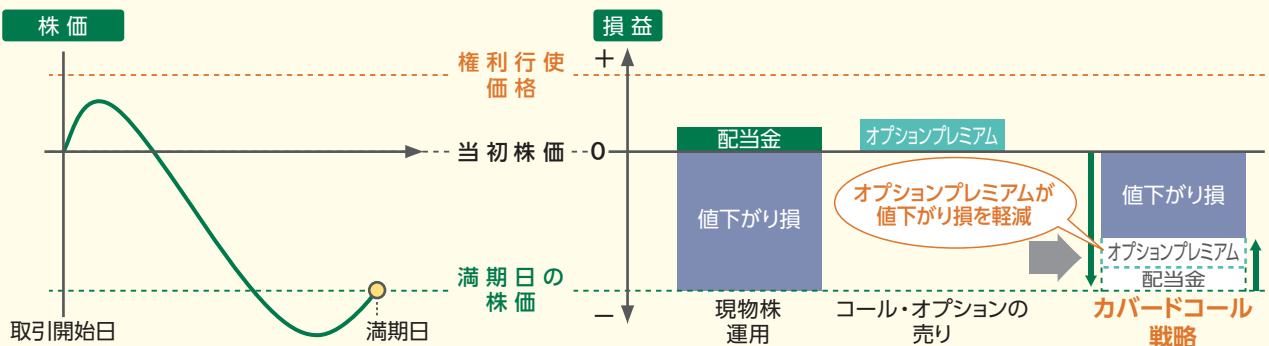 株価
権利行使
価格
当初株価
満期日の
株価
取引開始日
満期日
損益
＋
0
−
配当金
値下がり損
現物株
運用
オプションプレミアム
オプションプレミアムが
値下がり損を軽減
コール・オプションの
売り
値下がり損
オプションプレミアム
配当金
カバードコール
戦略